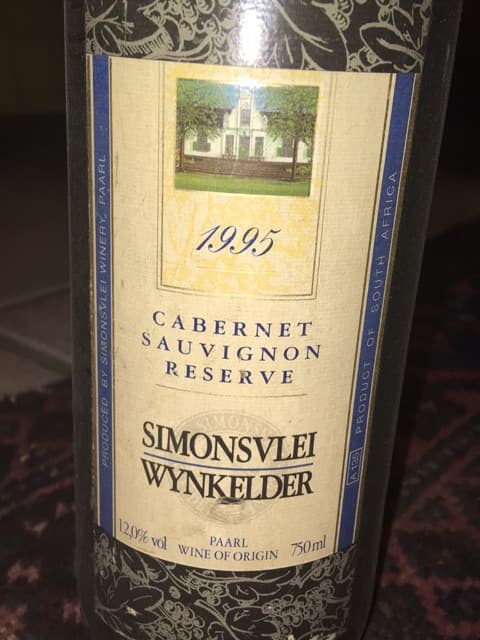 1995
CABERNET
SAUVIGNON
RESERVE
SIMONSVLEI
WYNKELDER
12,0% vol
PAARL
WINE OF ORIGIN
750ml
PRODUCED BY SIMONSVLEI WINERY, PAARL
PRODUCT OF SOUTH AFRICA
SIMONSVLEI